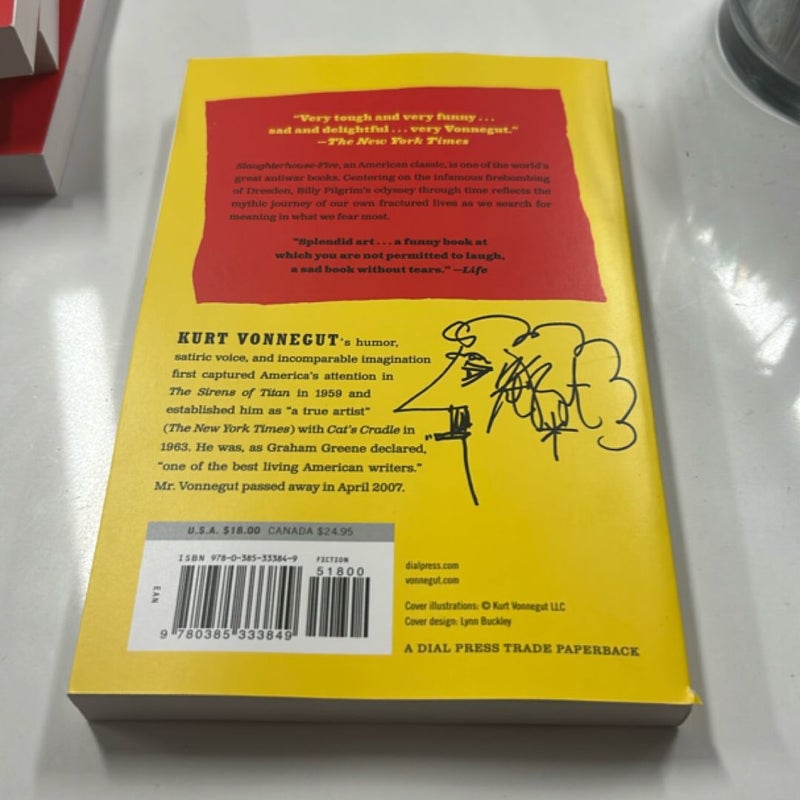 “Very tough and very funny . . .
sad and delightful . . . very Vonnegut.”
—The New York Times
Slaughterhouse-Five, an American classic, is one of the world’s
great antiwar books. Centering on the infamous firebombing
of Dresden, Billy Pilgrim’s odyssey through time reflects the
mythic journey of our own fractured lives as we search for
meaning in what we fear most.
“Splendid art . . . a funny book at
which you are not permitted to laugh,
a sad book without tears.” —Life
KURT VONNEGUT’s humor,
satiric voice, and incomparable imagination
first captured America’s attention in
The Sirens of Titan in 1959 and
established him as “a true artist”
(The New York Times) with Cat’s Cradle in
1963. He was, as Graham Greene declared,
“one of the best living American writers.”
Mr. Vonnegut passed away in April 2007.
U.S.A. $18.00 CANADA $24.95
ISBN 978-0-385-33384-9
FICTION
51800
EAN
9 780385 333849
dialpress.com
vonnegut.com
Cover illustrations: © Kurt Vonnegut LLC
Cover design: Lynn Buckley
A DIAL PRESS TRADE PAPERBACK